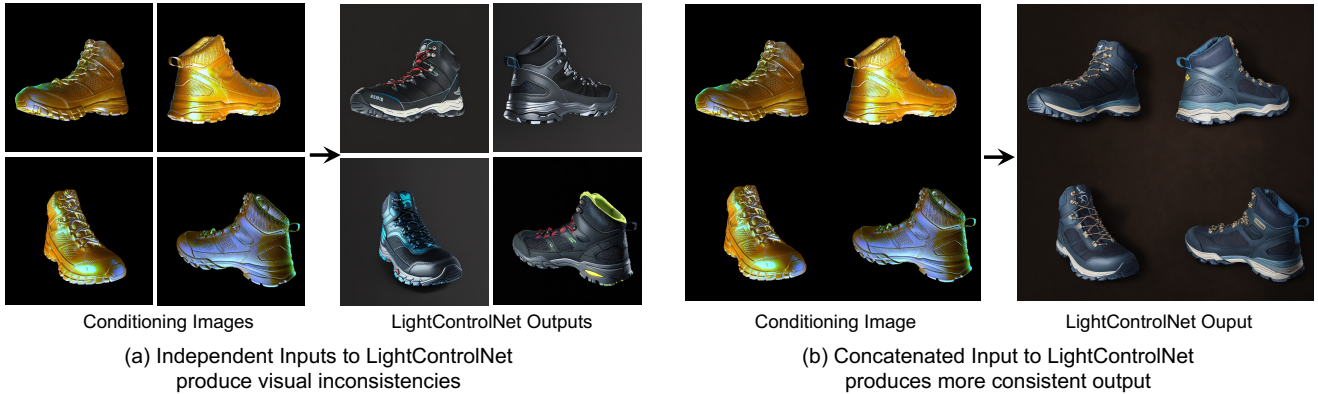 Conditioning Images
LightControlNet Outputs
(a) Independent Inputs to LightControlNet
produce visual inconsistencies
Conditioning Image
LightControlNet Ouput
(b) Concatenated Input to LightControlNet
produces more consistent output